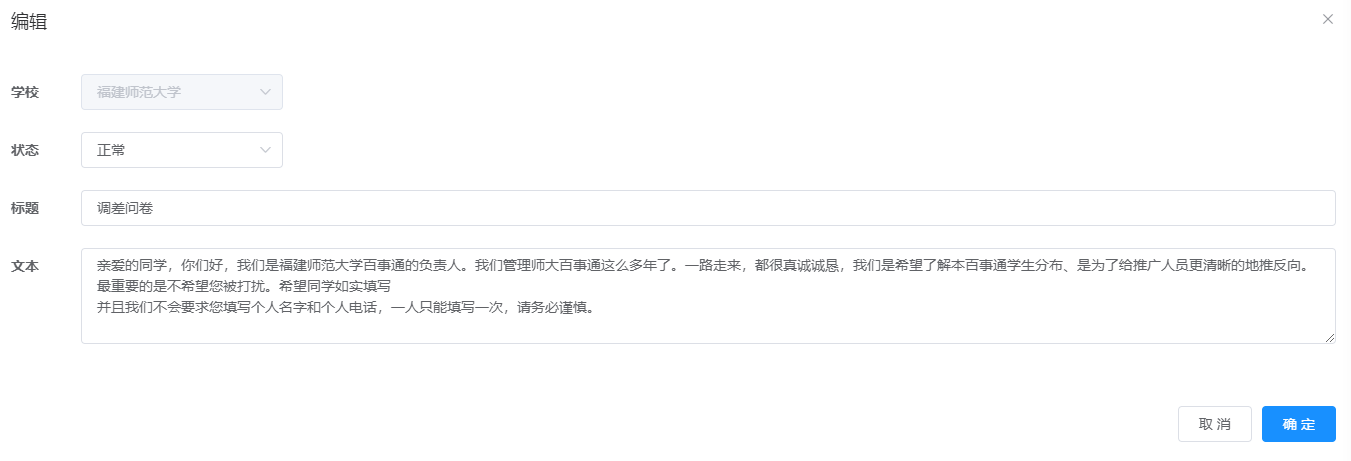 编辑
学校 福建师范大学
状态 正常
标题 调差问卷
文本 亲爱的同学，你们好，我们是福建师范大学百事通的负责人。我们管理师大百事通这么多年了。一路走来，都很真诚诚恳，我们是希望了解本百事通学生分布、是为了给推广人员更清晰的地推反向。
最重要的是不希望您被打扰。希望同学如实填写
并且我们不会要求您填写个人名字和个人电话，一人只能填写一次，请务必谨慎。
取 消 确 定